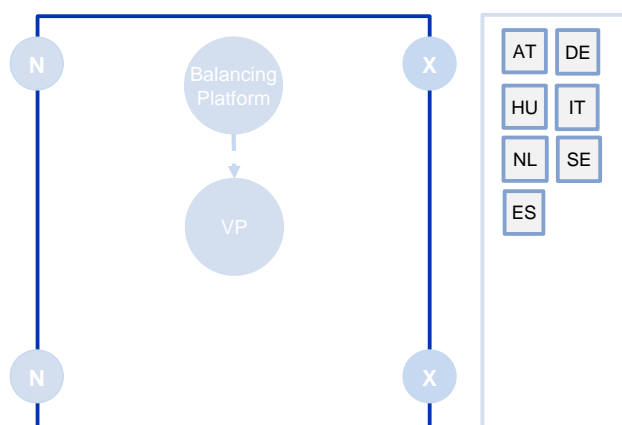 N
Balancing
Platform
X
VP
N
X
AT
DE
HU
IT
NL
SE
ES